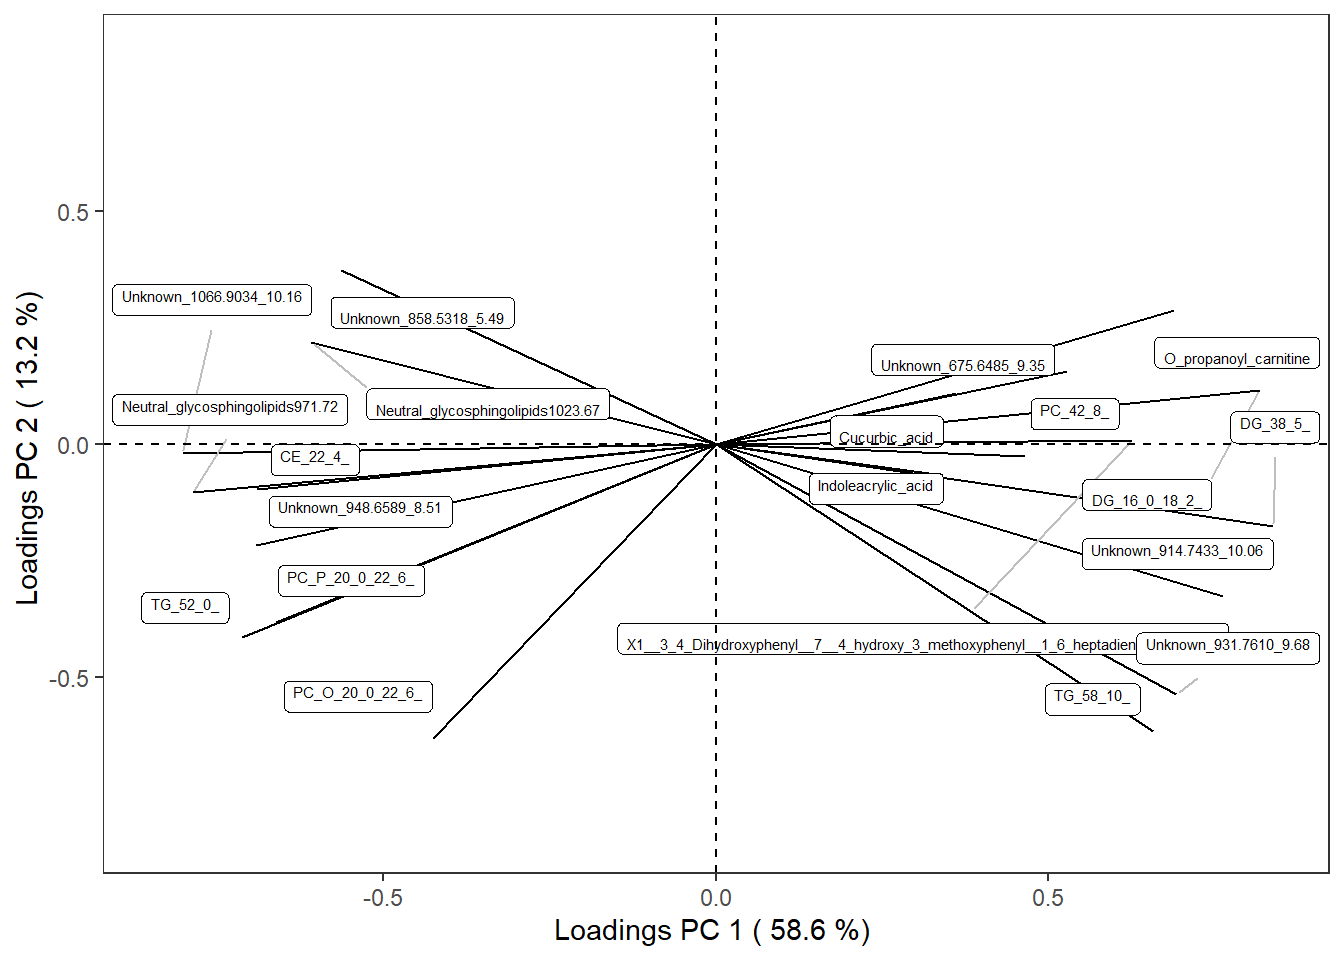 Unknown_1066.9034_10.16
Unknown_858.5318_5.49
Unknown_675.6485_9.35
O_propanoyl_carnitine
Neutral_glycosphingolipids971.72
Neutral_glycosphingolipids1023.67
PC_42_8_
DG_38_5_
Cucurbic_acid
CE_22_4_
Indoleacrylic_acid
DG_16_0_18_2_
Unknown_948.6589_8.51
Unknown_914.7433_10.06
PC_P_20_0_22_6_
TG_52_0_
X1__3_4_Dihydroxyphenyl__7__4_hydroxy_3_methoxyphenyl__1_6_heptadien
Unknown_931.7610_9.68
PC_O_20_0_22_6_
TG_58_10_
0.5
0.0
-0.5
Loadings PC 2 ( 13.2 %)
-0.5
0.0
0.5
Loadings PC 1 ( 58.6 %)